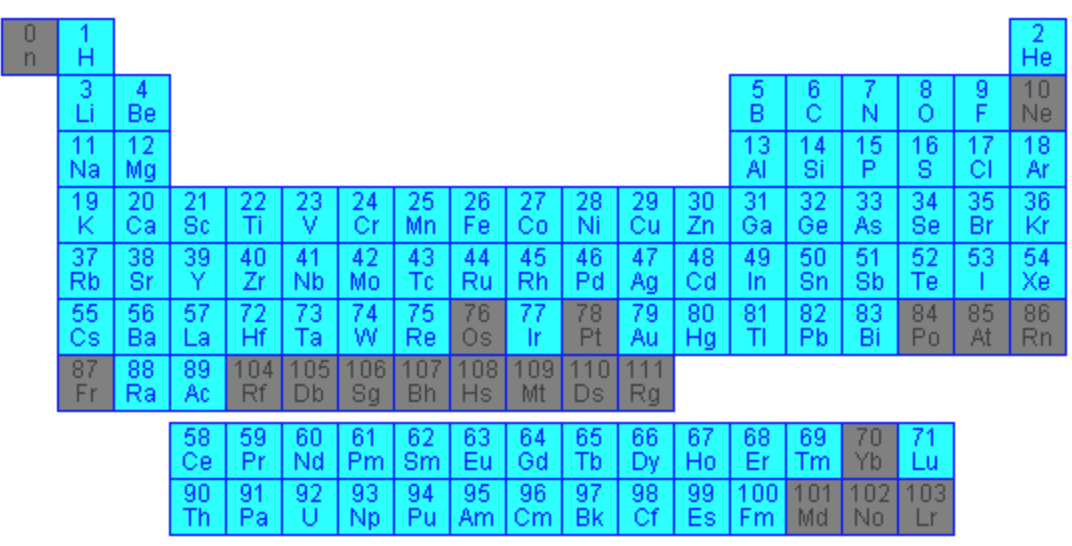 0 1 2
n H He
3 4 5 6 7 8 9 10
Li Be B C N O F Ne
11 12 13 14 15 16 17 18
Na Mg Al Si P S Cl Ar
19 20 21 22 23 24 25 26 27 28 29 30 31 32 33 34 35 36
K Ca Sc Ti V Cr Mn Fe Co Ni Cu Zn Ga Ge As Se Br Kr
37 38 39 40 41 42 43 44 45 46 47 48 49 50 51 52 53 54
Rb Sr Y Zr Nb Mo Tc Ru Rh Pd Ag Cd In Sn Sb Te I Xe
55 56 57 72 73 74 75 76 77 78 79 80 81 82 83 84 85 86
Cs Ba La Hf Ta W Re Os Ir Pt Au Hg Tl Pb Bi Po At Rn
87 88 89 104 105 106 107 108 109 110 111
Fr Ra Ac Rf Db Sg Bh Hs Mt Ds Rg
58 59 60 61 62 63 64 65 66 67 68 69 70 71
Ce Pr Nd Pm Sm Eu Gd Tb Dy Ho Er Tm Yb Lu
90 91 92 93 94 95 96 97 98 99 100 101 102 103
Th Pa U Np Pu Am Cm Bk Cf Es Fm Md No Lr